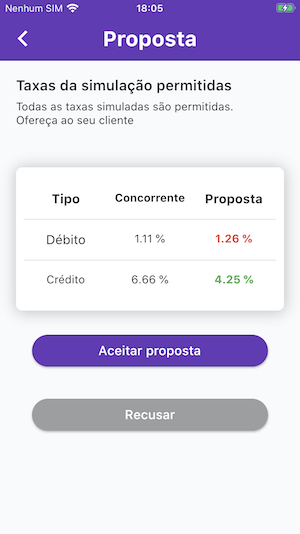 Nenhum SIM 18:05
Proposta
Taxas da simulação permitidas
Todas as taxas simuladas são permitidas.
Ofereça ao seu cliente
Tipo Concorrente Proposta
Débito 1.11 % 1.26 %
Crédito 6.66 % 4.25 %
Aceitar proposta
Recusar